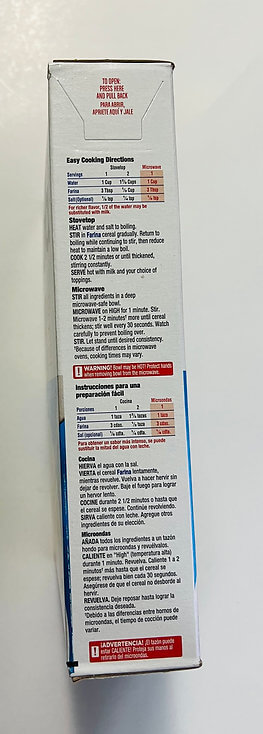 TO OPEN:
PRESS HERE
AND PULL BACK
PARA ABRIR,
APRIETE AQUÍ Y JALE
Easy Cooking Directions
Stovetop Microwave
Servings 1 2 1
Water 1 Cup 1¾ Cups 1 Cup
Farina 3 Tbsp ⅓ Cup 3 Tbsp
Salt (Optional) tsp tsp tsp
For richer flavor, 1/2 of the water may be
substituted with milk.
Stovetop
HEAT water and salt to boiling.
STIR in Farina cereal gradually. Return to
boiling while continuing to stir, then reduce
heat to maintain a low boil.
COOK 2 1/2 minutes or until thickened,
stirring constantly.
SERVE hot with milk and your choice of
toppings.
Microwave
STIR all ingredients in a deep
microwave-safe bowl.
MICROWAVE on HIGH for 1 minute. Stir.
Microwave 1-2 minutes* more until cereal
thickens; stir well every 30 seconds. Watch
carefully to prevent boiling over.
STIR. Let stand until desired consistency.
*Because of differences in microwave
ovens, cooking times may vary.
WARNING! Bowl may be HOT! Protect hands
when removing bowl from the microwave.
Instrucciones para una
preparación fácil
Cocina Microondas
Porciones 1 2 1
Agua 1 taza 1¾ tazas 1 taza
Farina 3 cdas. taza 3 cdas.
Sal (opcional) cdta. cdta. cdta.
Para obtener un sabor más intenso, se puede
sustituir la mitad del agua con leche.
Cocina
HIERVA el agua con la sal.
VIERTA el cereal Farina lentamente,
mientras revuelve. Vuelva a hacer hervir sin
dejar de revolver. Baje el fuego para lograr
un hervor lento.
COCINE durante 2 1/2 minutos o hasta que
el cereal se espese. Continúe revolviendo.
SIRVA caliente con leche. Agregue otros
ingredientes de su elección.
Microondas
AÑADA todos los ingredientes a un tazón
hondo para microondas y revuélvalos.
CALIENTE en "High" (temperatura alta)
durante 1 minuto. Revuelva. Caliente 1 a 2
minutos* más hasta que el cereal se
espese; revuelva bien cada 30 segundos.
Asegúrese de que el cereal no desborde al
hervir.
REVUELVA. Deje reposar hasta lograr la
consistencia deseada.
*Debido a las diferencias entre hornos de
microondas, el tiempo de cocción puede
variar.
¡ADVERTENCIA! ¡El tazón puede
estar CALIENTE! Proteja sus manos al
retirarlo del microondas.